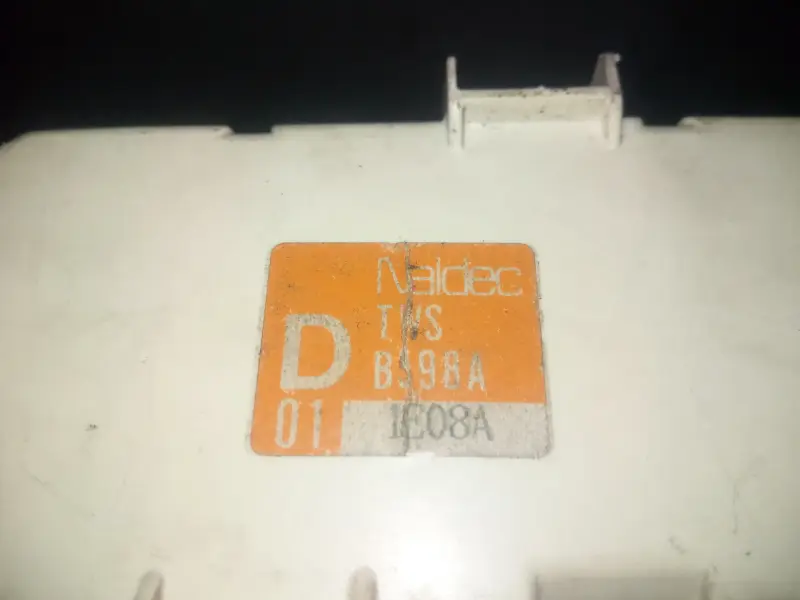 Naldec
TWS
D
B598A
01
1E08A